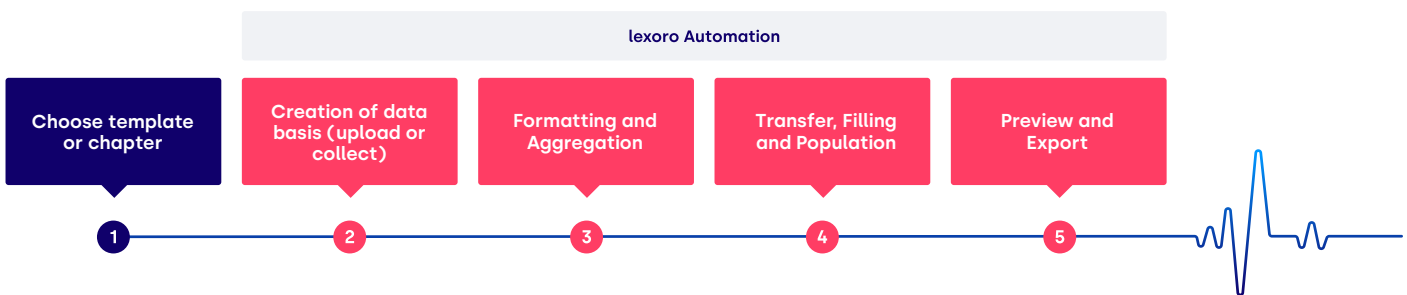 lexoro Automation
Choose template
or chapter
Creation of data
basis (upload or
collect)
Formatting and
Aggregation
Transfer, Filling
and Population
Preview and
Export
1
2
3
4
5